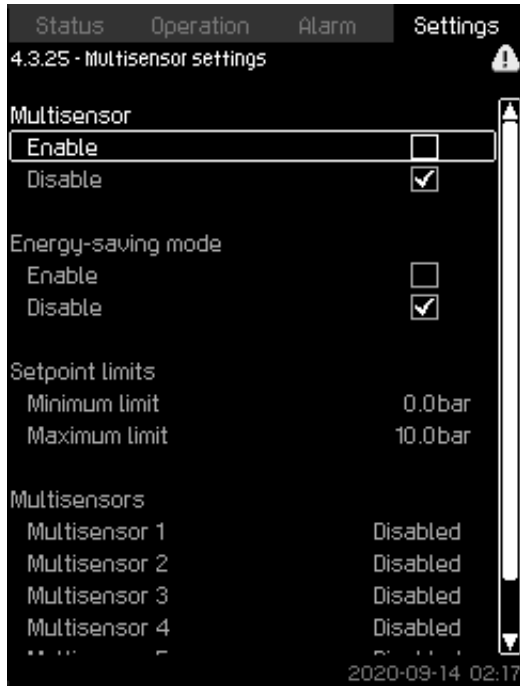 Status Operation Alarm Settings
4.3.25 - Multisensor settings
Multisensor
Enable
Disable
Energy-saving mode
Enable
Disable
Setpoint limits
Minimum limit 0.0bar
Maximum limit 10.0bar
Multisensors
Multisensor 1 Disabled
Multisensor 2 Disabled
Multisensor 3 Disabled
Multisensor 4 Disabled
2020-09-14 02:17